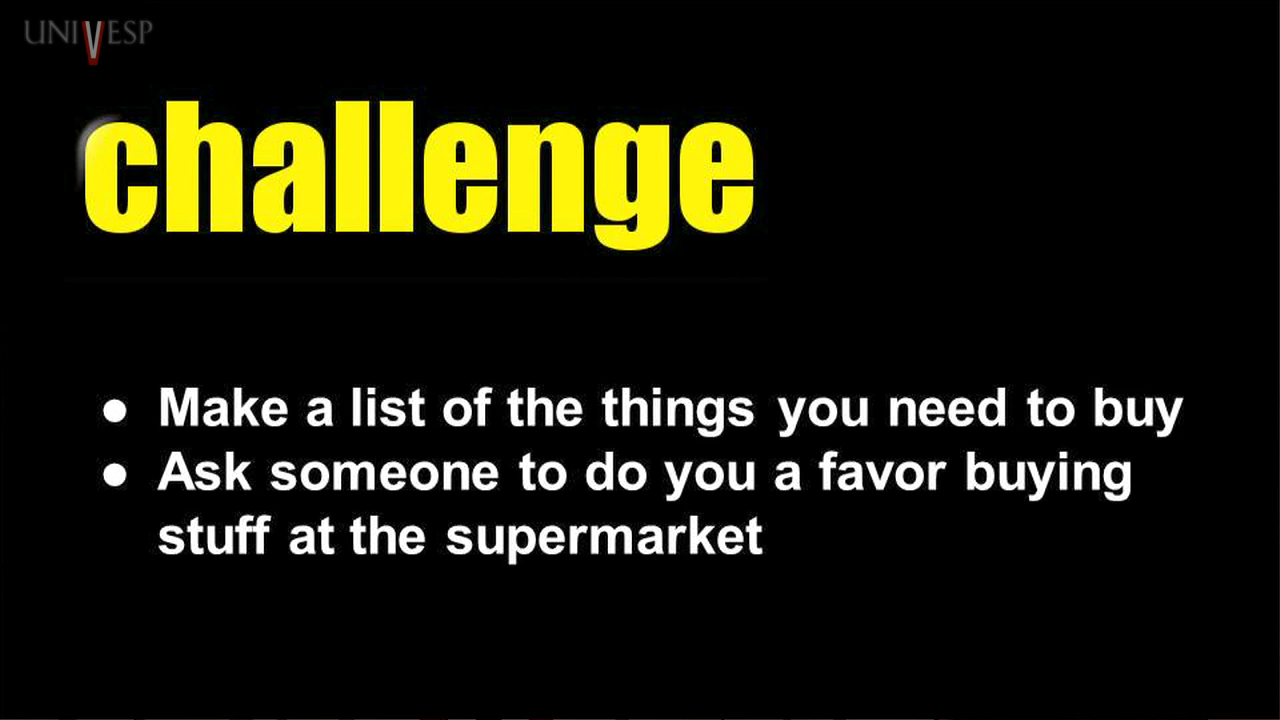 UNIVESP
challenge
● Make a list of the things you need to buy
● Ask someone to do you a favor buying
stuff at the supermarket